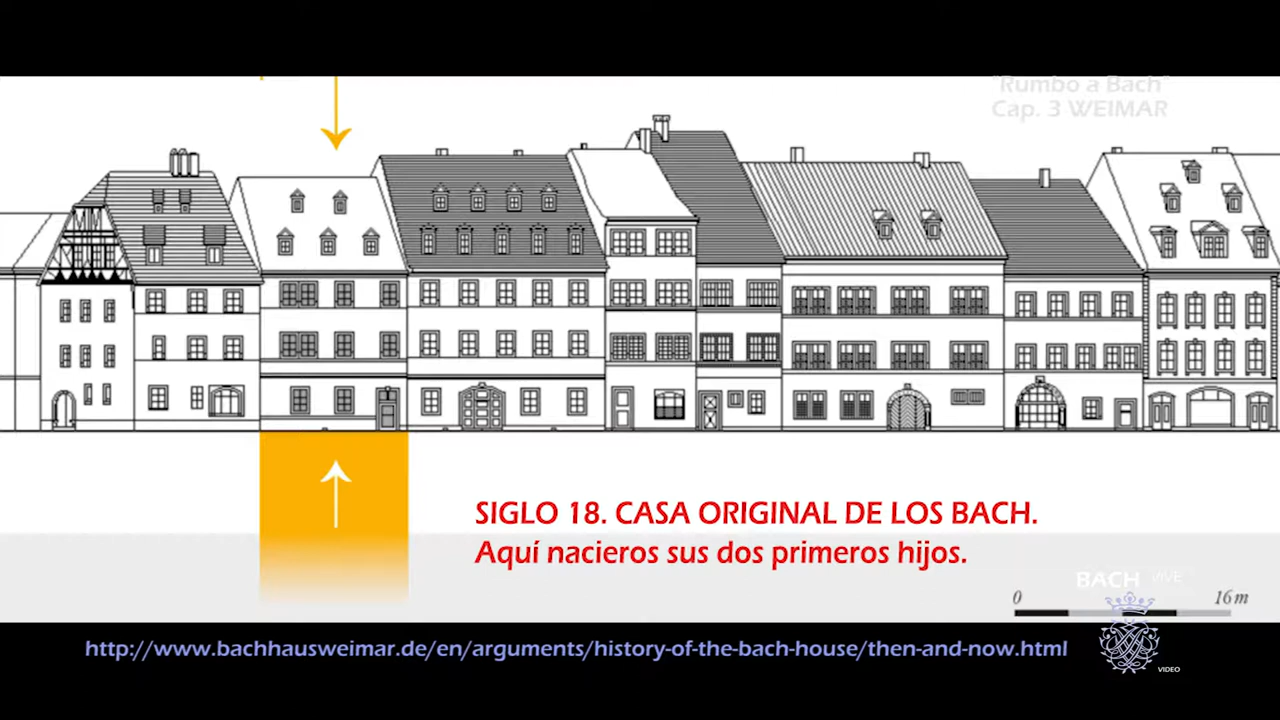 "Rumbo a Bach"
Cap. 3 WEIMAR
SIGLO 18. CASA ORIGINAL DE LOS BACH.
Aquí nacieros sus dos primeros hijos.
BACH VIVE
0 16 m
http://www.bachhausweimar.de/en/arguments/history-of-the-bach-house/then-and-now.html
VIDEO